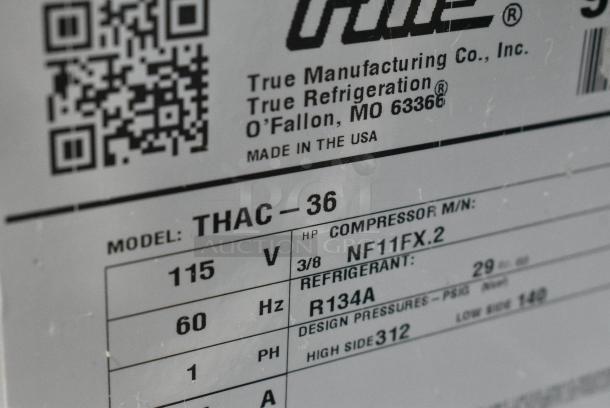 True®
True Manufacturing Co., Inc.
True Refrigeration®
O'Fallon, MO 63366
MADE IN THE USA
MODEL: THAC-36
115 V
HP COMPRESSOR M/N:
3/8 NF11FX.2
60 Hz
REFRIGERANT:
R134A 29
1 PH
DESIGN PRESSURES-PSIG
HIGH SIDE 312 LOW SIDE 140
A
AUCTION